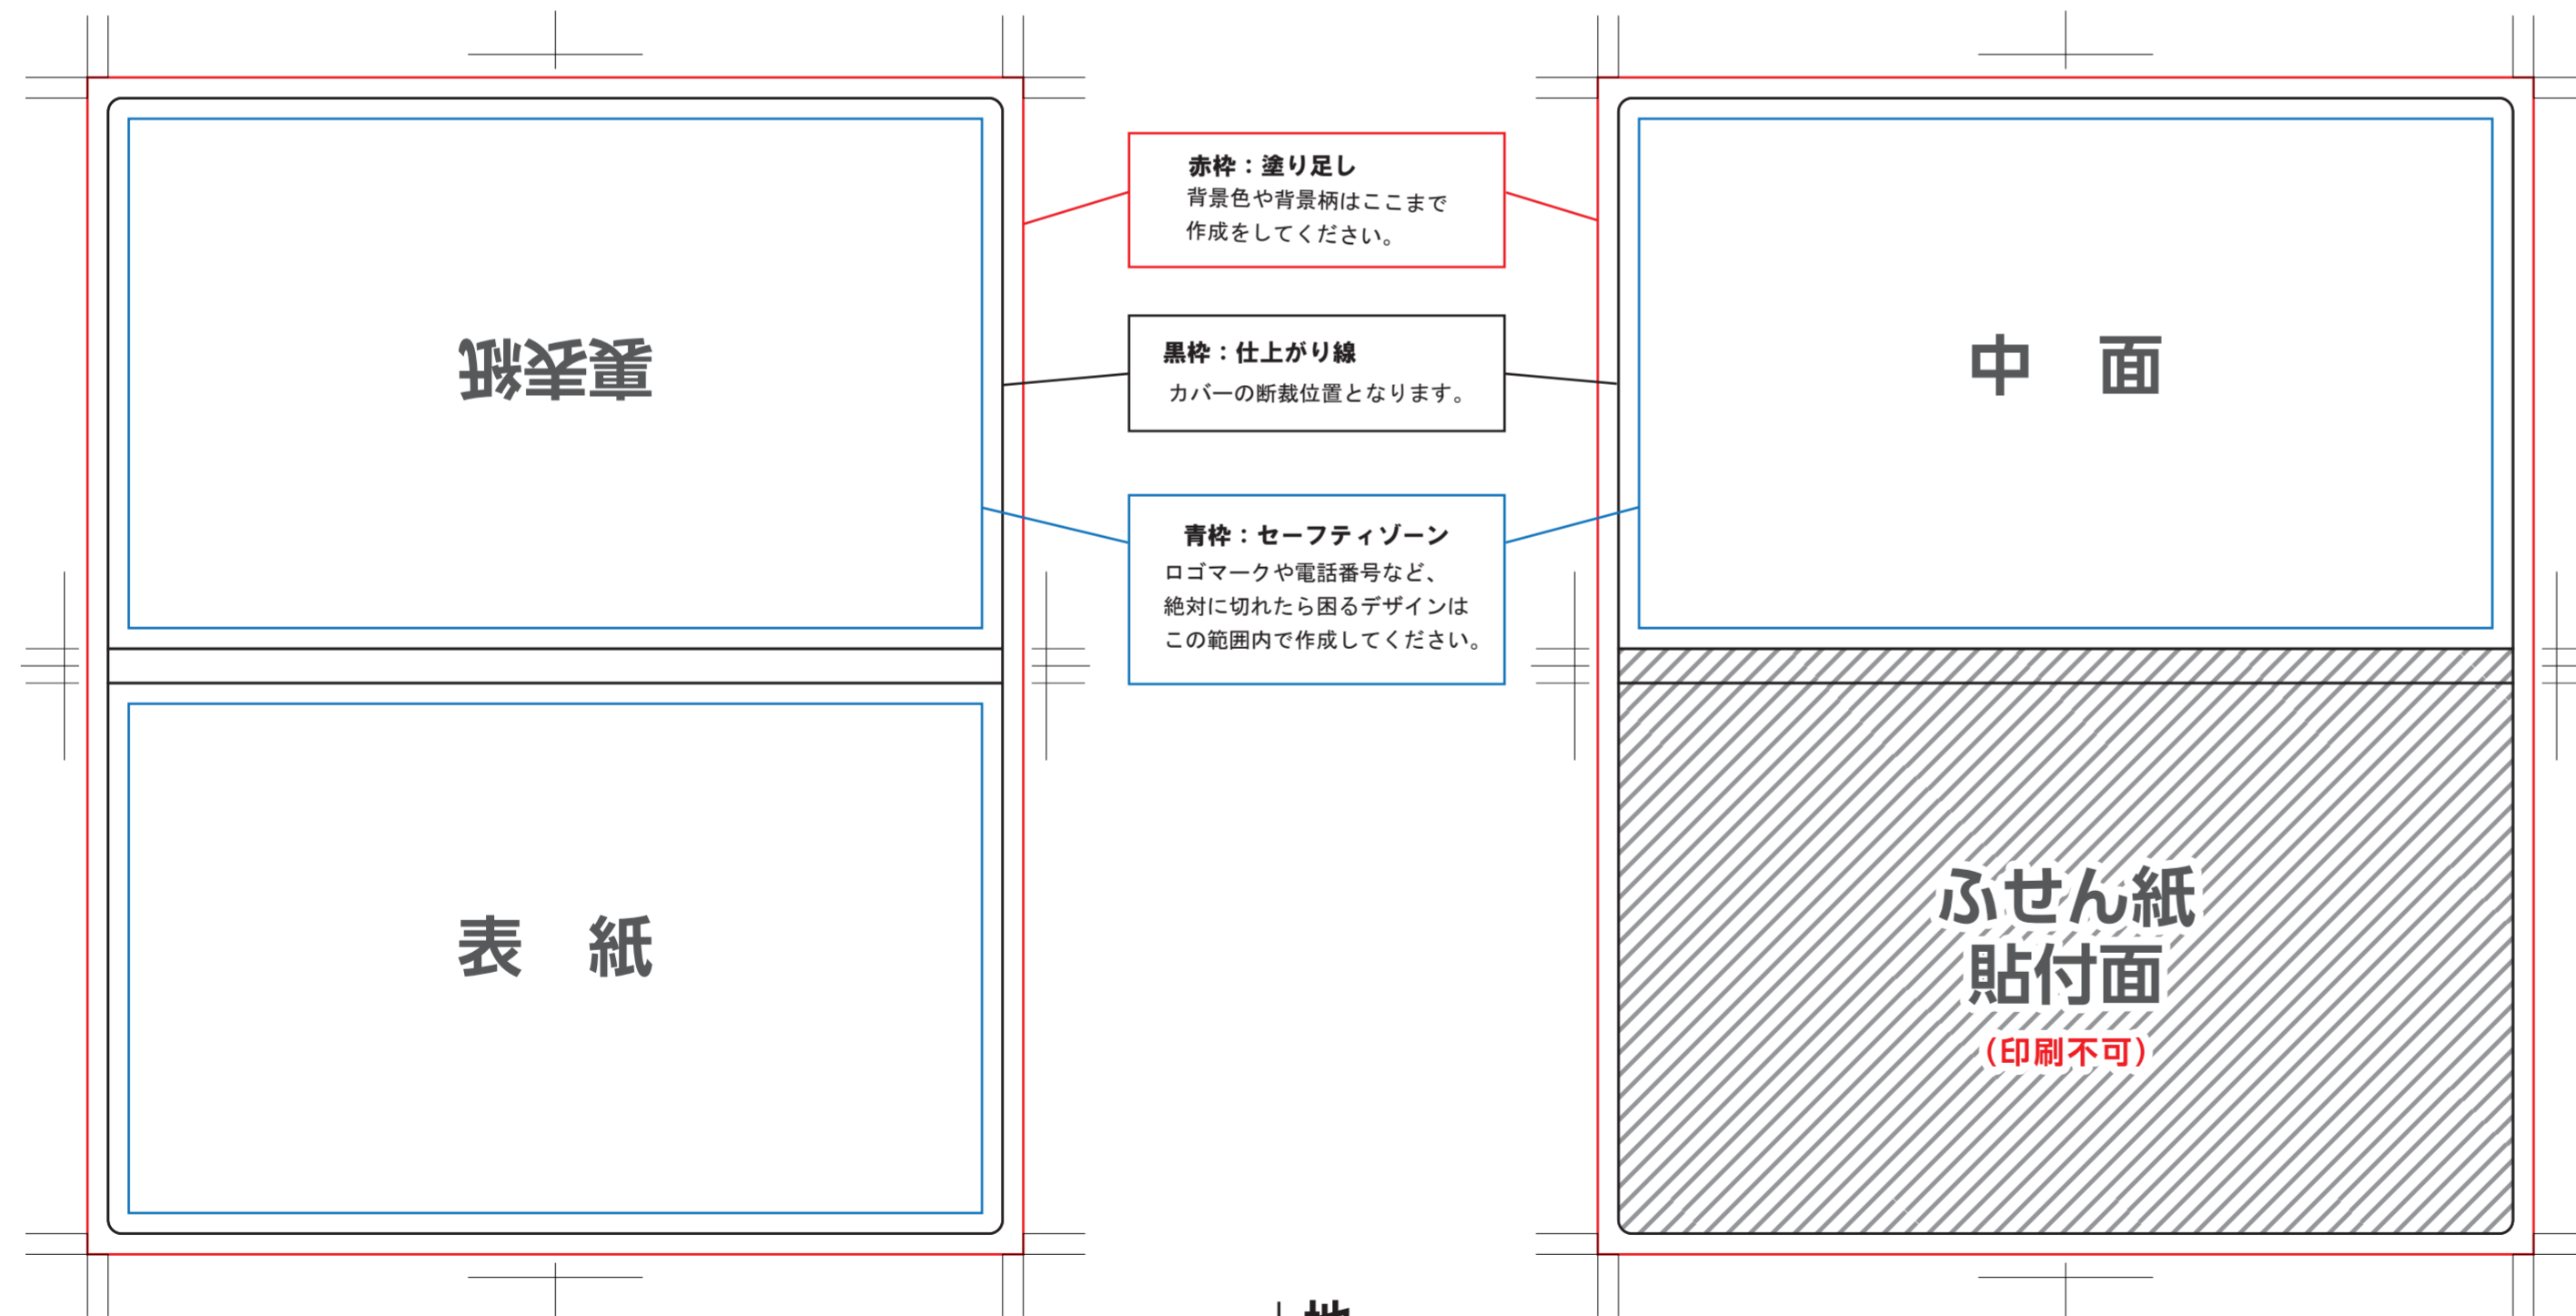 裏表紙
表 紙
赤枠：塗り足し
背景色や背景柄はここまで
作成をしてください。
黒枠：仕上がり線
カバーの断裁位置となります。
青枠：セーフティゾーン
ロゴマークや電話番号など、
絶対に切れたら困るデザインは
この範囲内で作成してください。
中 面
ふせん紙
貼付面
（印刷不可）